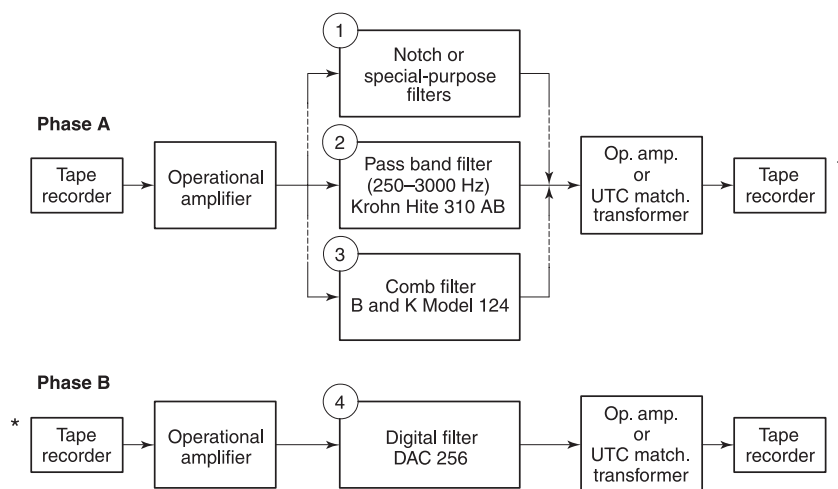 1
Notch or
special-purpose
filters
Phase A
Tape
recorder
Operational
amplifier
2
Pass band filter
(250–3000 Hz)
Krohn Hite 310 AB
Op. amp.
or
UTC match.
transformer
Tape
recorder
3
Comb filter
B and K Model 124
Phase B
*
Tape
recorder
Operational
amplifier
4
Digital filter
DAC 256
Op. amp.
or
UTC match.
transformer
Tape
recorder